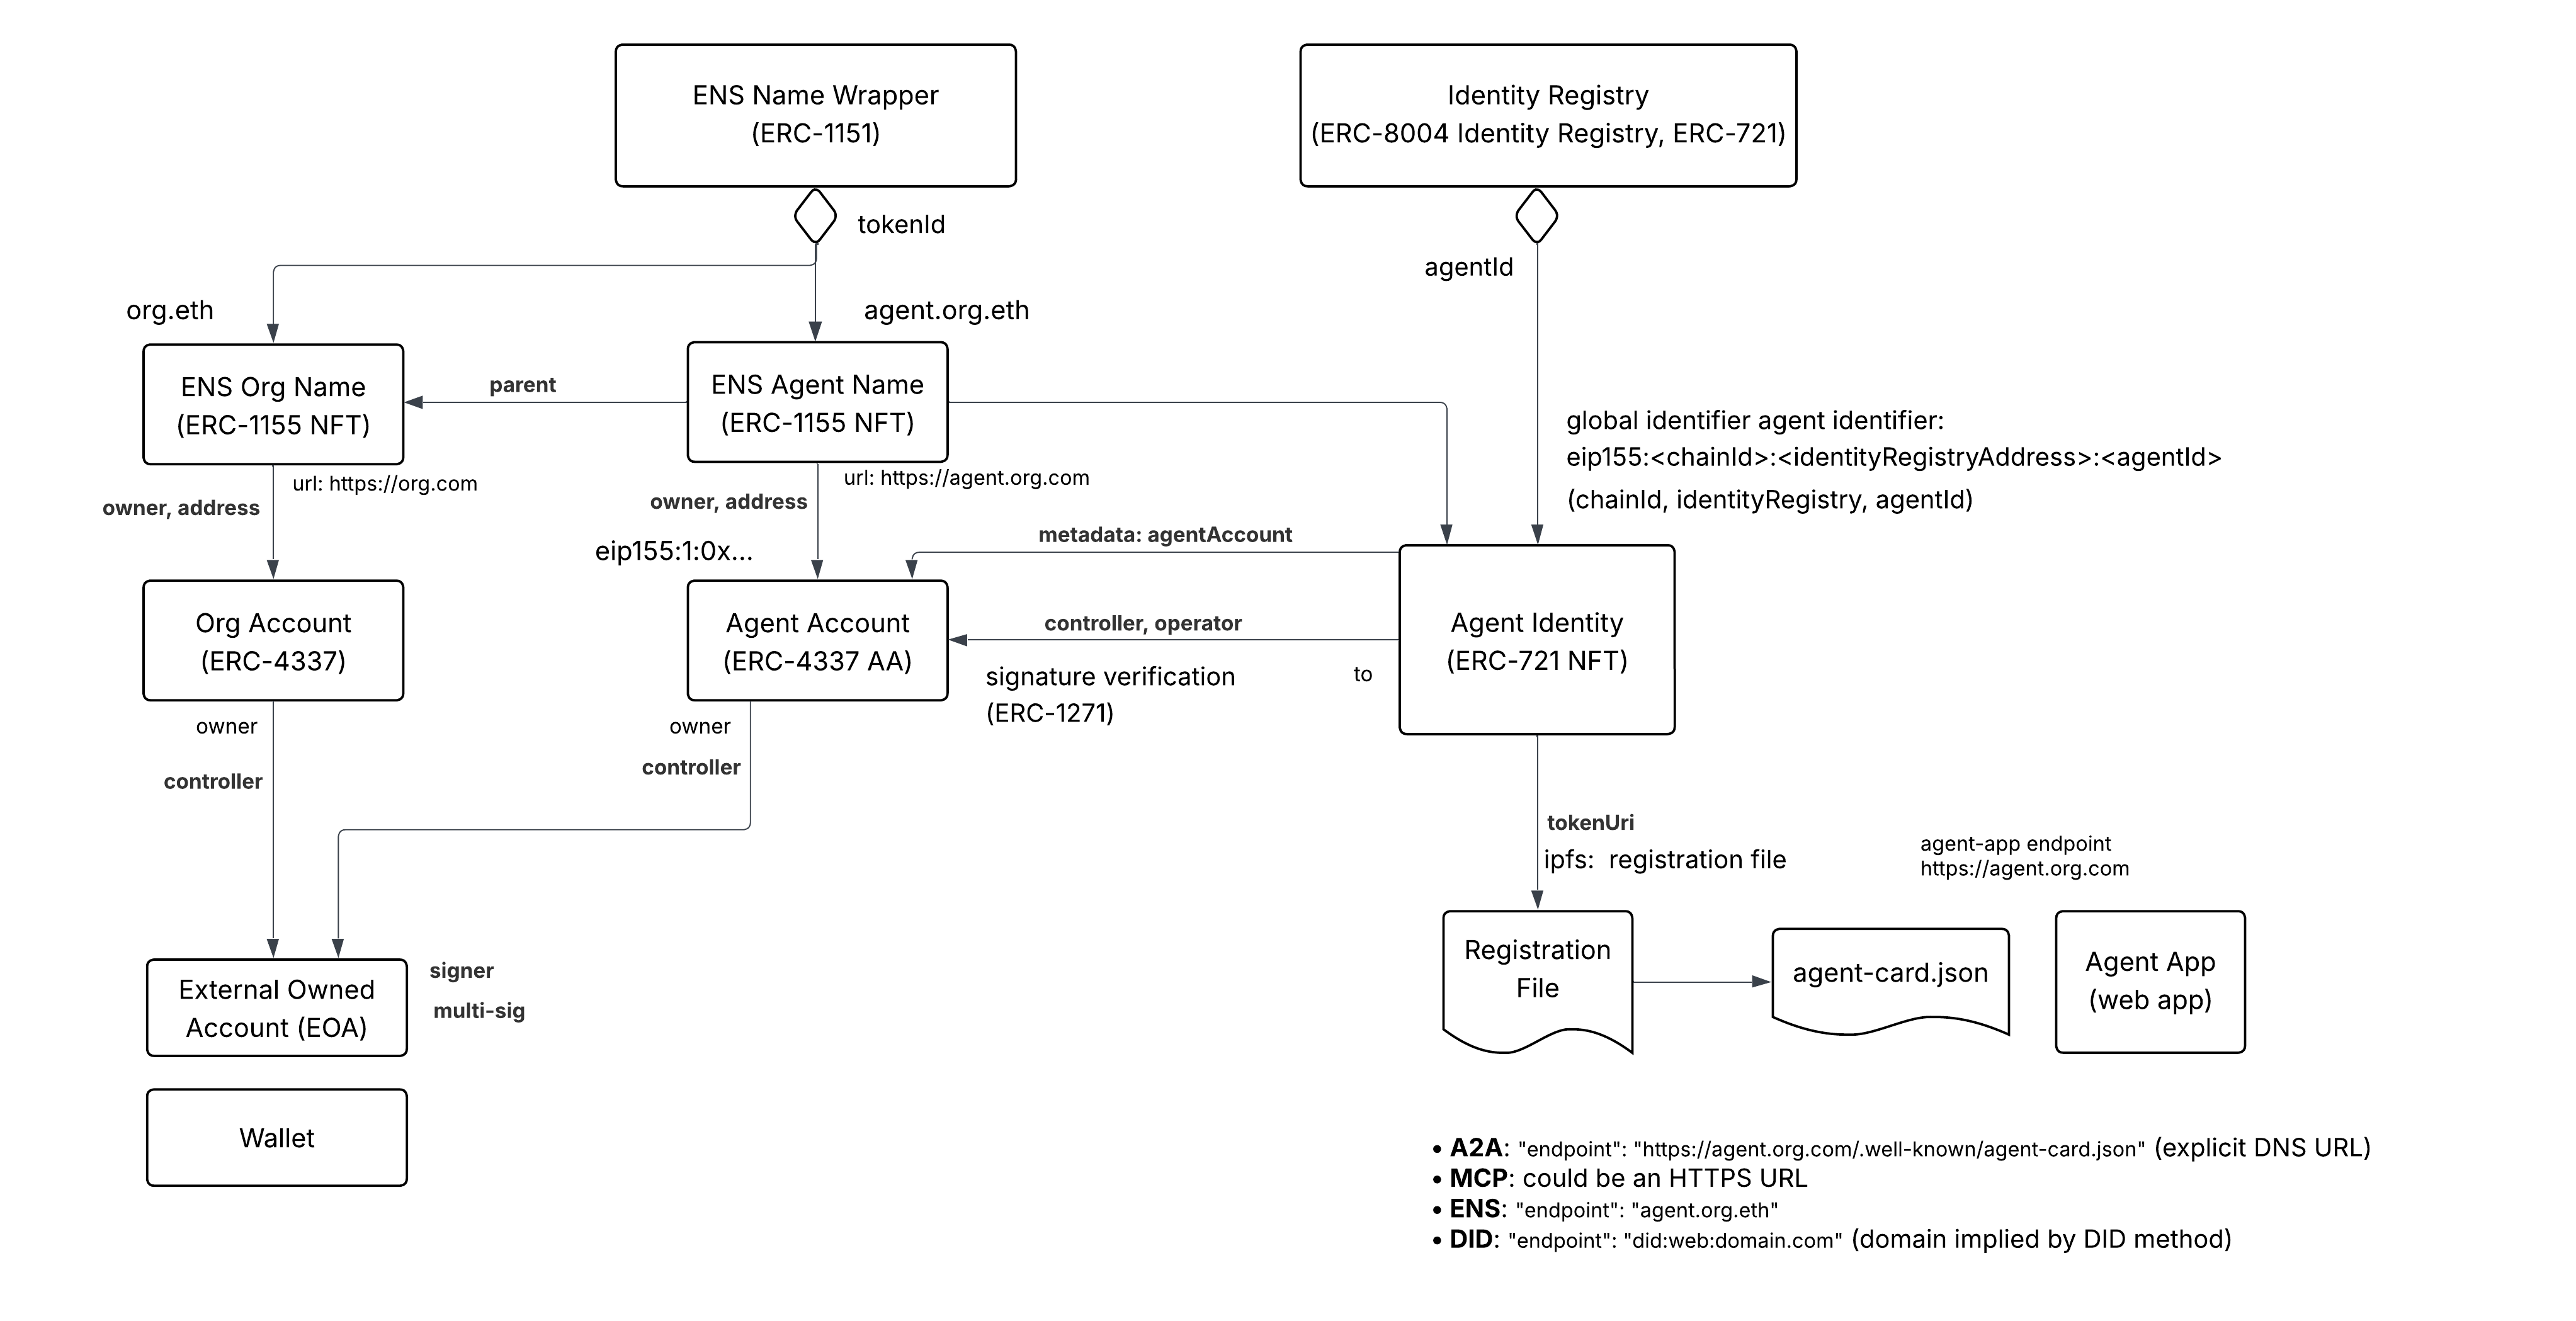 ENS Name Wrapper
(ERC-1151)
Identity Registry
(ERC-8004 Identity Registry, ERC-721)
tokenId
agentId
org.eth
agent.org.eth
ENS Org Name
(ERC-1155 NFT)
parent
ENS Agent Name
(ERC-1155 NFT)
global identifier agent identifier:
eip155:<chainId>:<identityRegistryAddress>:<agentId>
(chainId, identityRegistry, agentId)
url: https://org.com
owner, address
url: https://agent.org.com
owner, address
eip155:1:0x...
metadata: agentAccount
Org Account
(ERC-4337)
Agent Account
(ERC-4337 AA)
controller, operator
signature verification
(ERC-1271)
to
Agent Identity
(ERC-721 NFT)
owner
controller
owner
controller
tokenUri
ipfs:  registration file
agent-app endpoint
https://agent.org.com
External Owned
Account (EOA)
signer
multi-sig
Registration
File
agent-card.json
Agent App
(web app)
Wallet
• A2A: "endpoint": "https://agent.org.com/.well-known/agent-card.json" (explicit DNS URL)
• MCP: could be an HTTPS URL
• ENS: "endpoint": "agent.org.eth"
• DID: "endpoint": "did:web:domain.com" (domain implied by DID method)